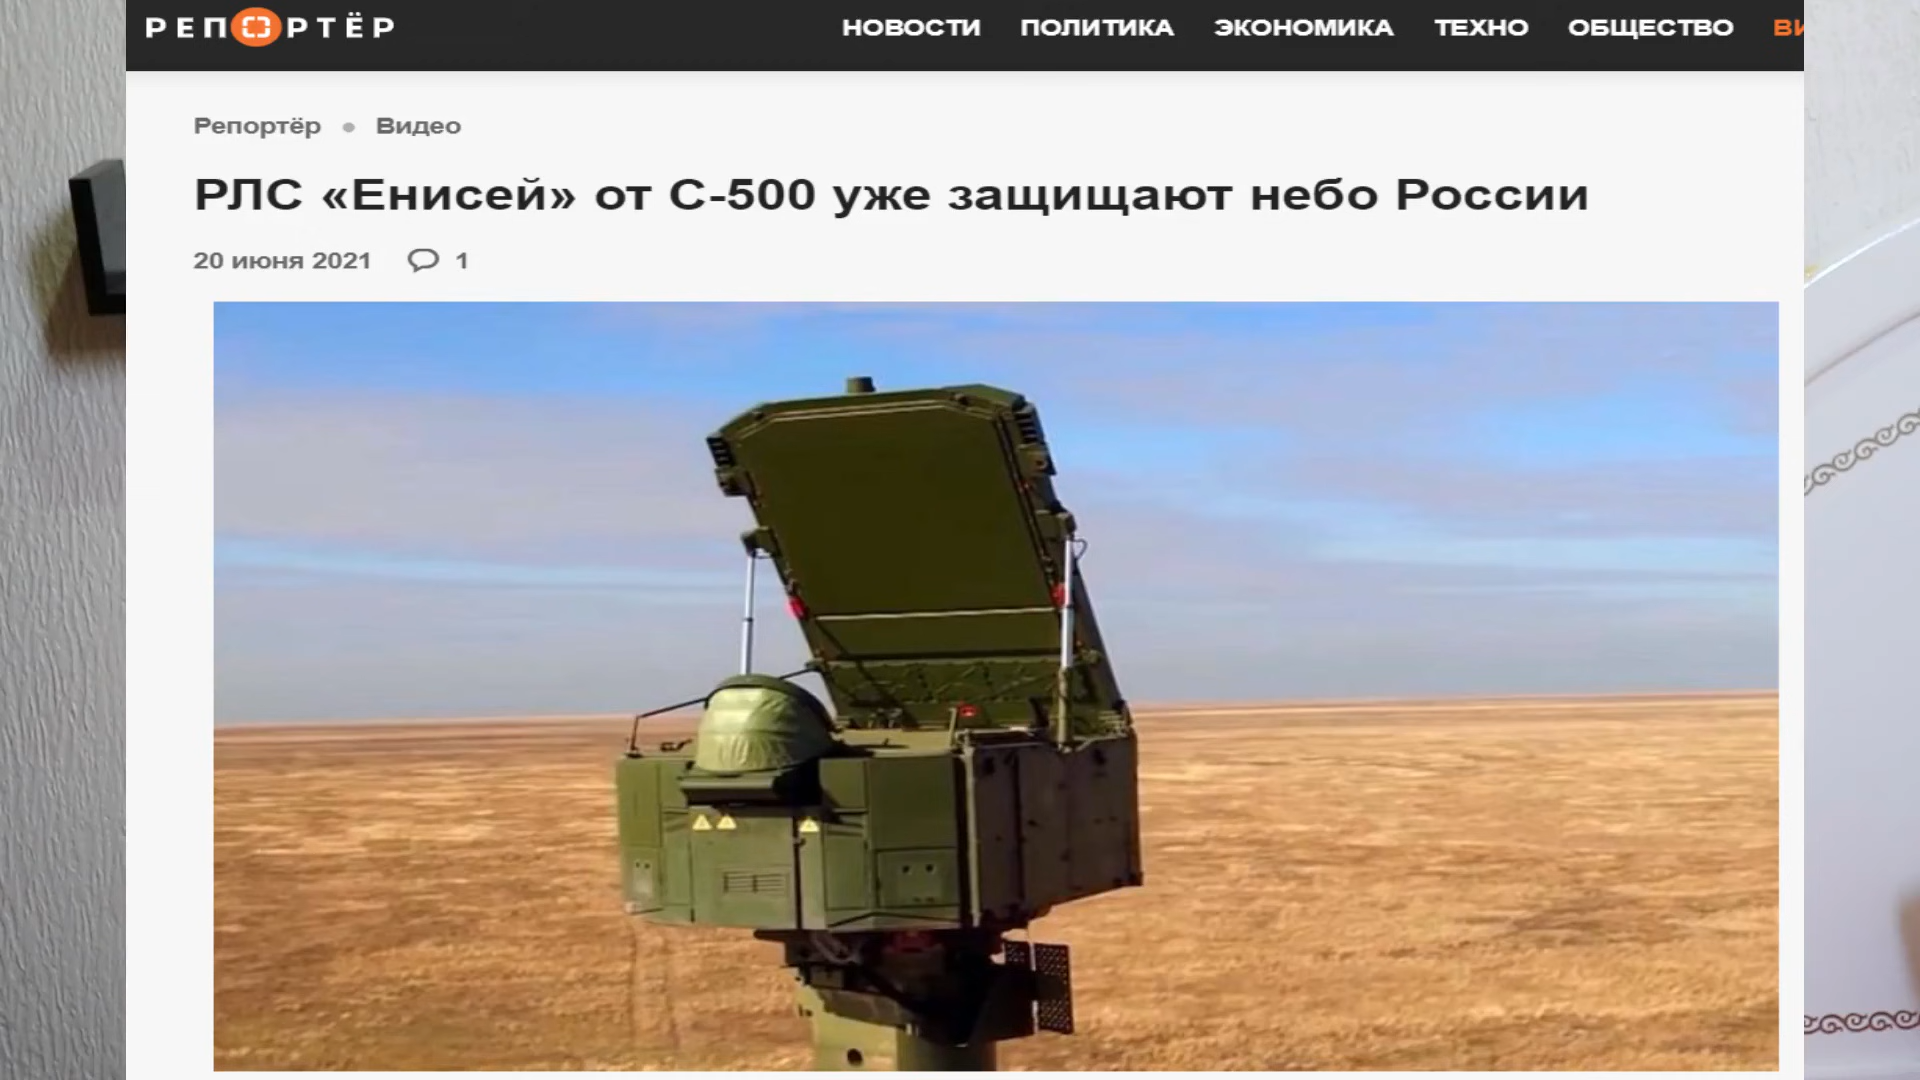 РЕПОРТЁР
НОВОСТИ ПОЛИТИКА ЭКОНОМИКА ТЕХНО ОБЩЕСТВО
Репортёр • Видео
РЛС «Енисей» от С-500 уже защищают небо России
20 июня 2021 1